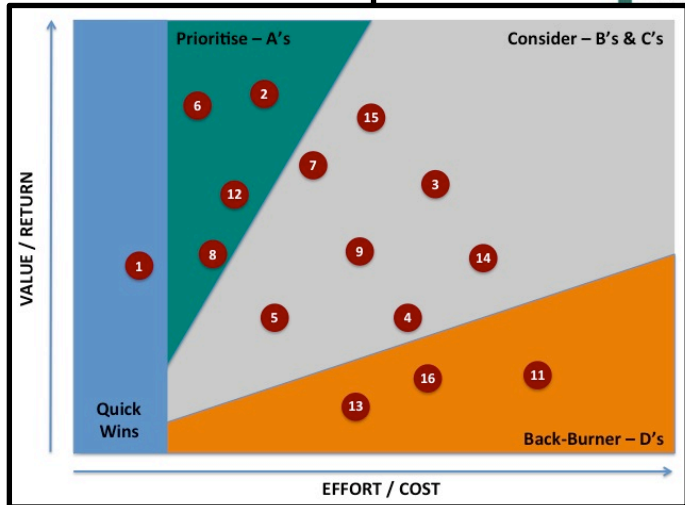 Prioritise – A's
Consider – B's & C's
6
2
15
7
3
12
8
9
14
1
5
4
16
11
13
Quick
Wins
Back-Burner – D's
VALUE / RETURN
EFFORT / COST